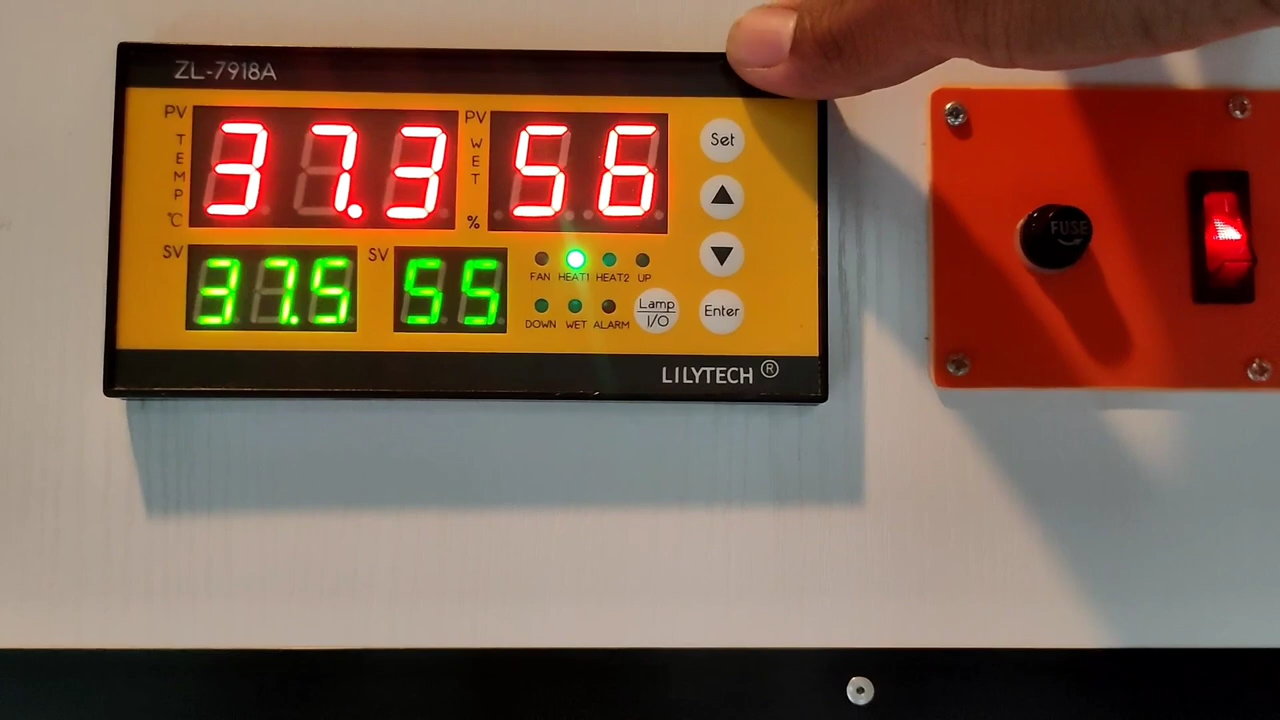 ZL-7918A
PV
TEMP
℃
37.3
PV
WET
%
56
Set
SV
37.5
SV
55
FAN HEAT1 HEAT2 UP
DOWN WET ALARM
Lamp
I/O
Enter
LILYTECH ®
FUSE